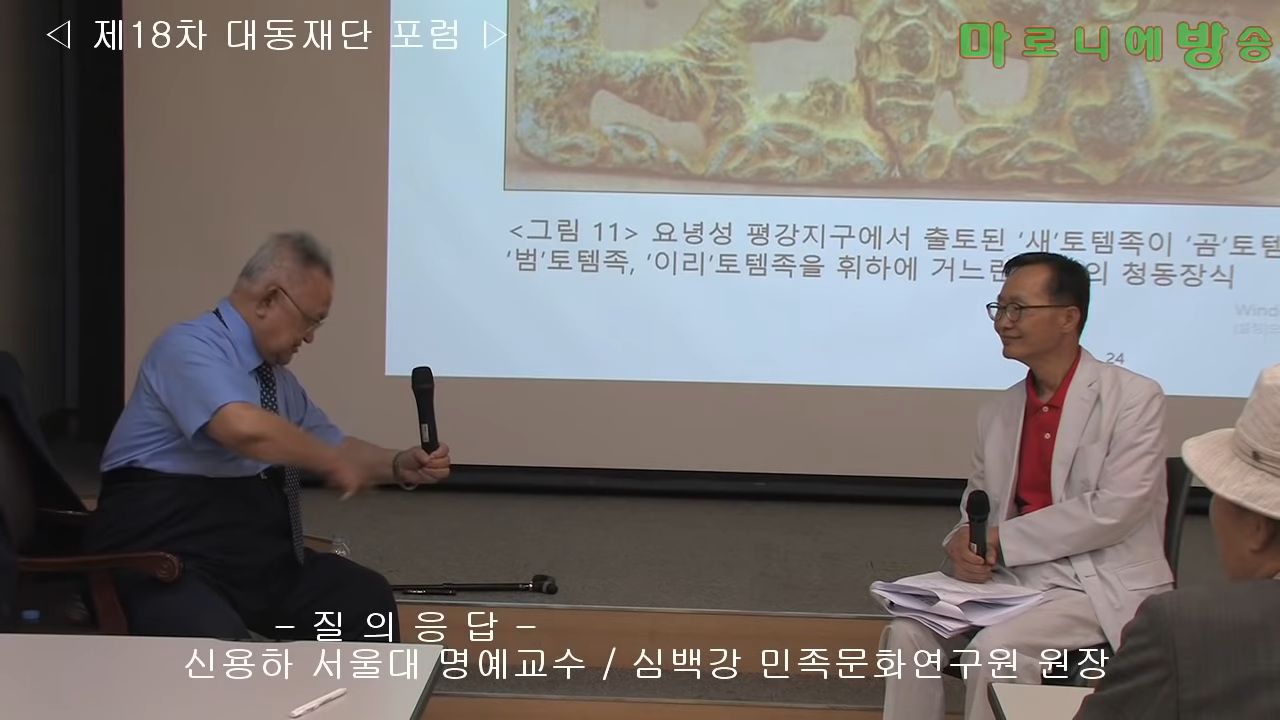 ◁ 제18차 대동재단 포럼 ▷
마로니에방송
<그림 11> 요녕성 평강지구에서 출토된 '새'토템족이 '곰'토템
'범'토템족, '이리'토템족을 휘하에 거느린 의 청동장식
Wind
24
- 질 의 응 답 -
신용하 서울대 명예교수 / 심백강 민족문화연구원 원장